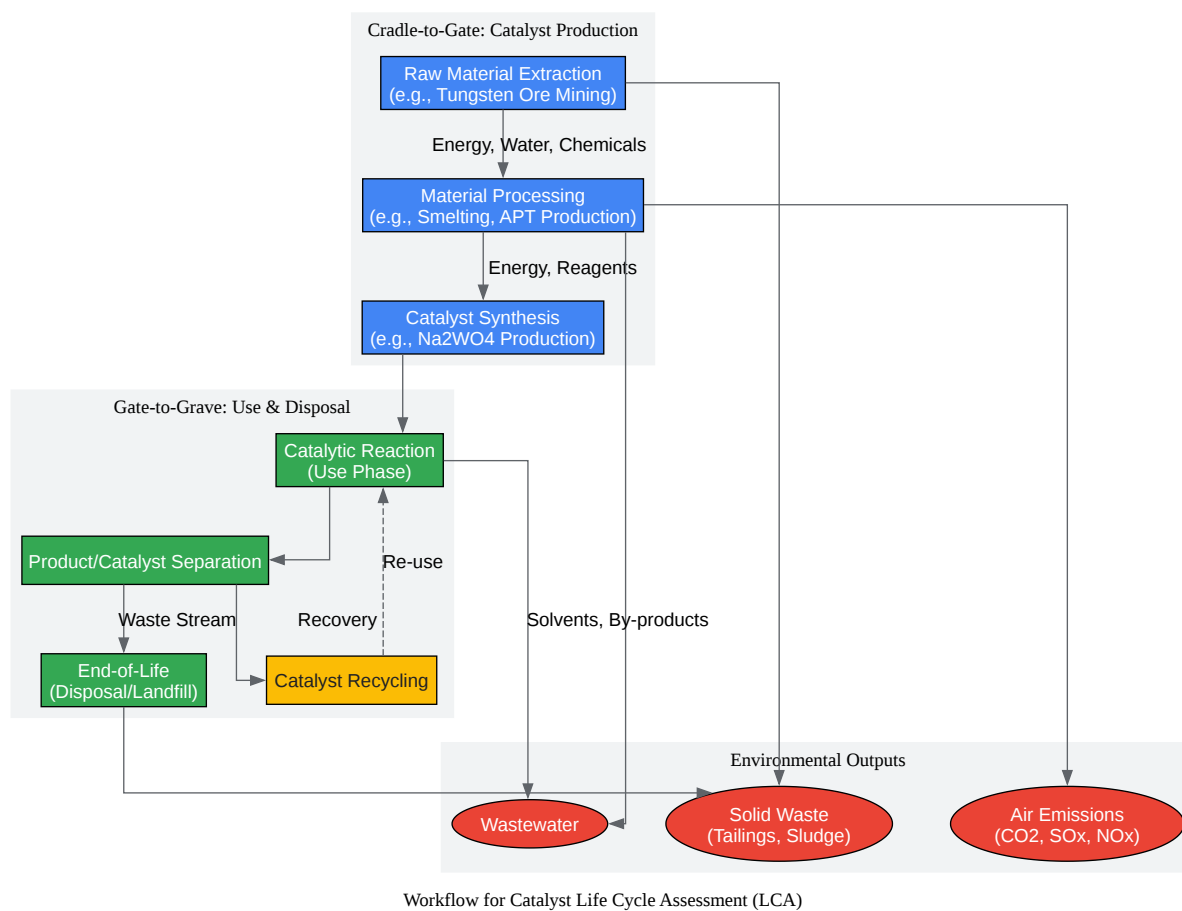 Cradle-to-Gate: Catalyst Production
Raw Material Extraction
(e.g., Tungsten Ore Mining)
Energy, Water, Chemicals
Material Processing
(e.g., Smelting, APT Production)
Energy, Reagents
Catalyst Synthesis
(e.g., Na2WO4 Production)
Gate-to-Grave: Use & Disposal
Catalytic Reaction
(Use Phase)
Product/Catalyst Separation
Re-use
Waste Stream
Recovery
Solvents, By-products
End-of-Life
(Disposal/Landfill)
Catalyst Recycling
Environmental Outputs
Wastewater
Solid Waste
(Tailings, Sludge)
Air Emissions
(CO2, SOx, NOx)
Workflow for Catalyst Life Cycle Assessment (LCA)